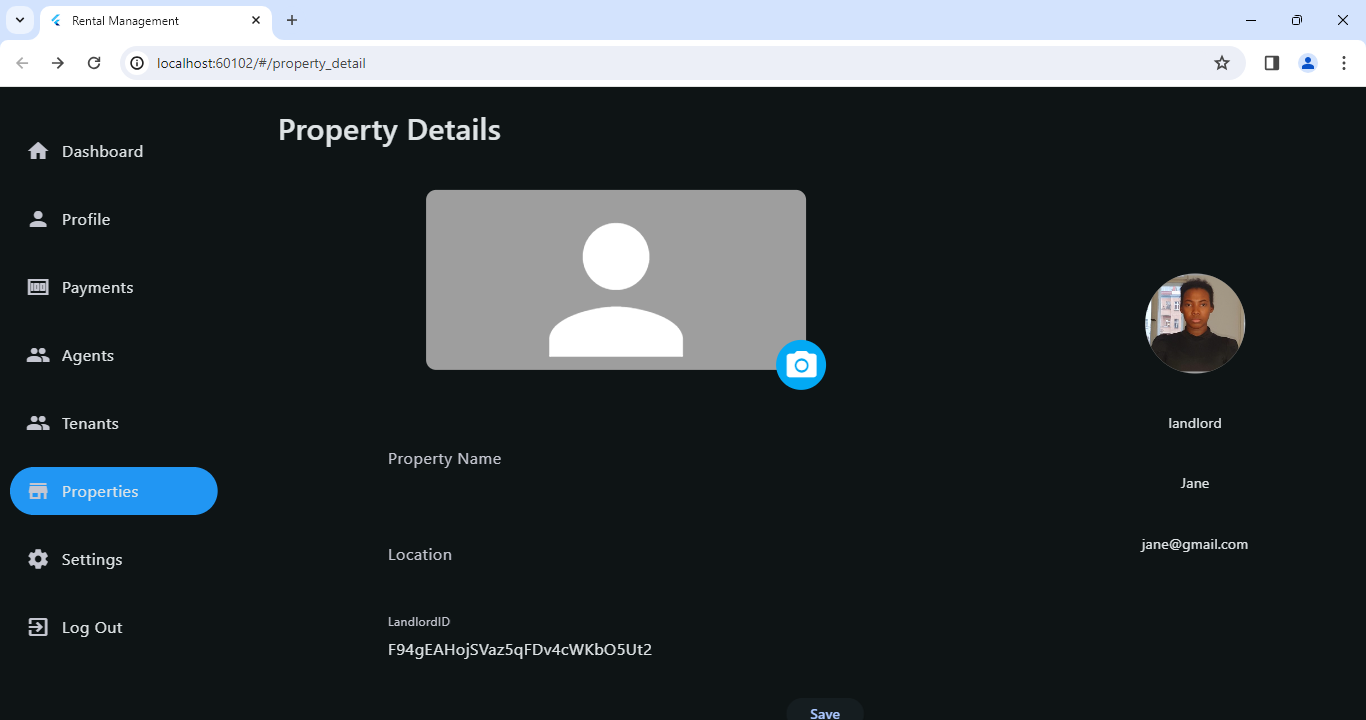 Rental Management
localhost:60102/#/property_detail
Property Details
Dashboard
Profile
Payments
Agents
Tenants
Properties
Settings
Log Out
Property Name
Location
LandlordID
F94gEAHojSVaz5qFDv4cWKbO5Ut2
Save
landlord
Jane
jane@gmail.com